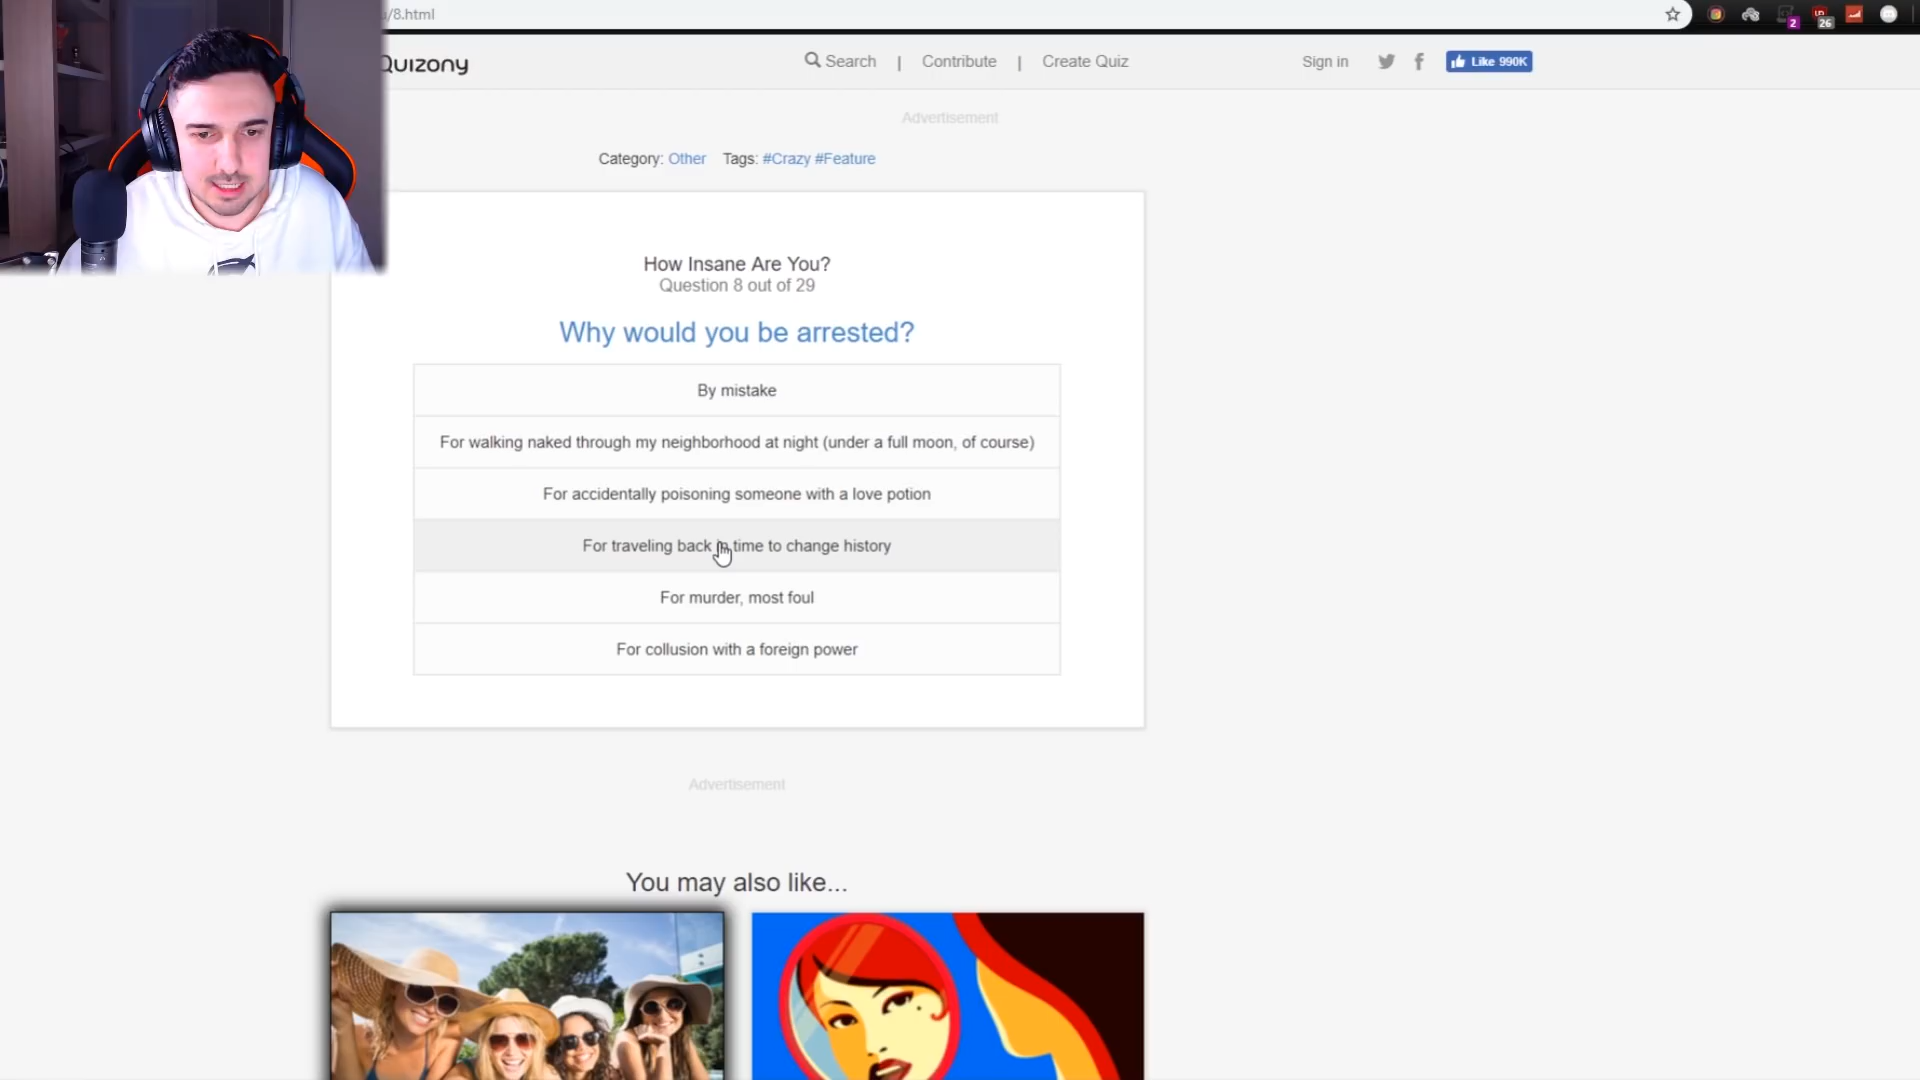 u/8.html
2
26
Quizony
Search | Contribute | Create Quiz
Sign in
Like 990K
Advertisement
Category: Other Tags: #Crazy #Feature
How Insane Are You?
Question 8 out of 29
Why would you be arrested?
By mistake
For walking naked through my neighborhood at night (under a full moon, of course)
For accidentally poisoning someone with a love potion
For traveling back in time to change history
For murder, most foul
For collusion with a foreign power
Advertisement
You may also like...